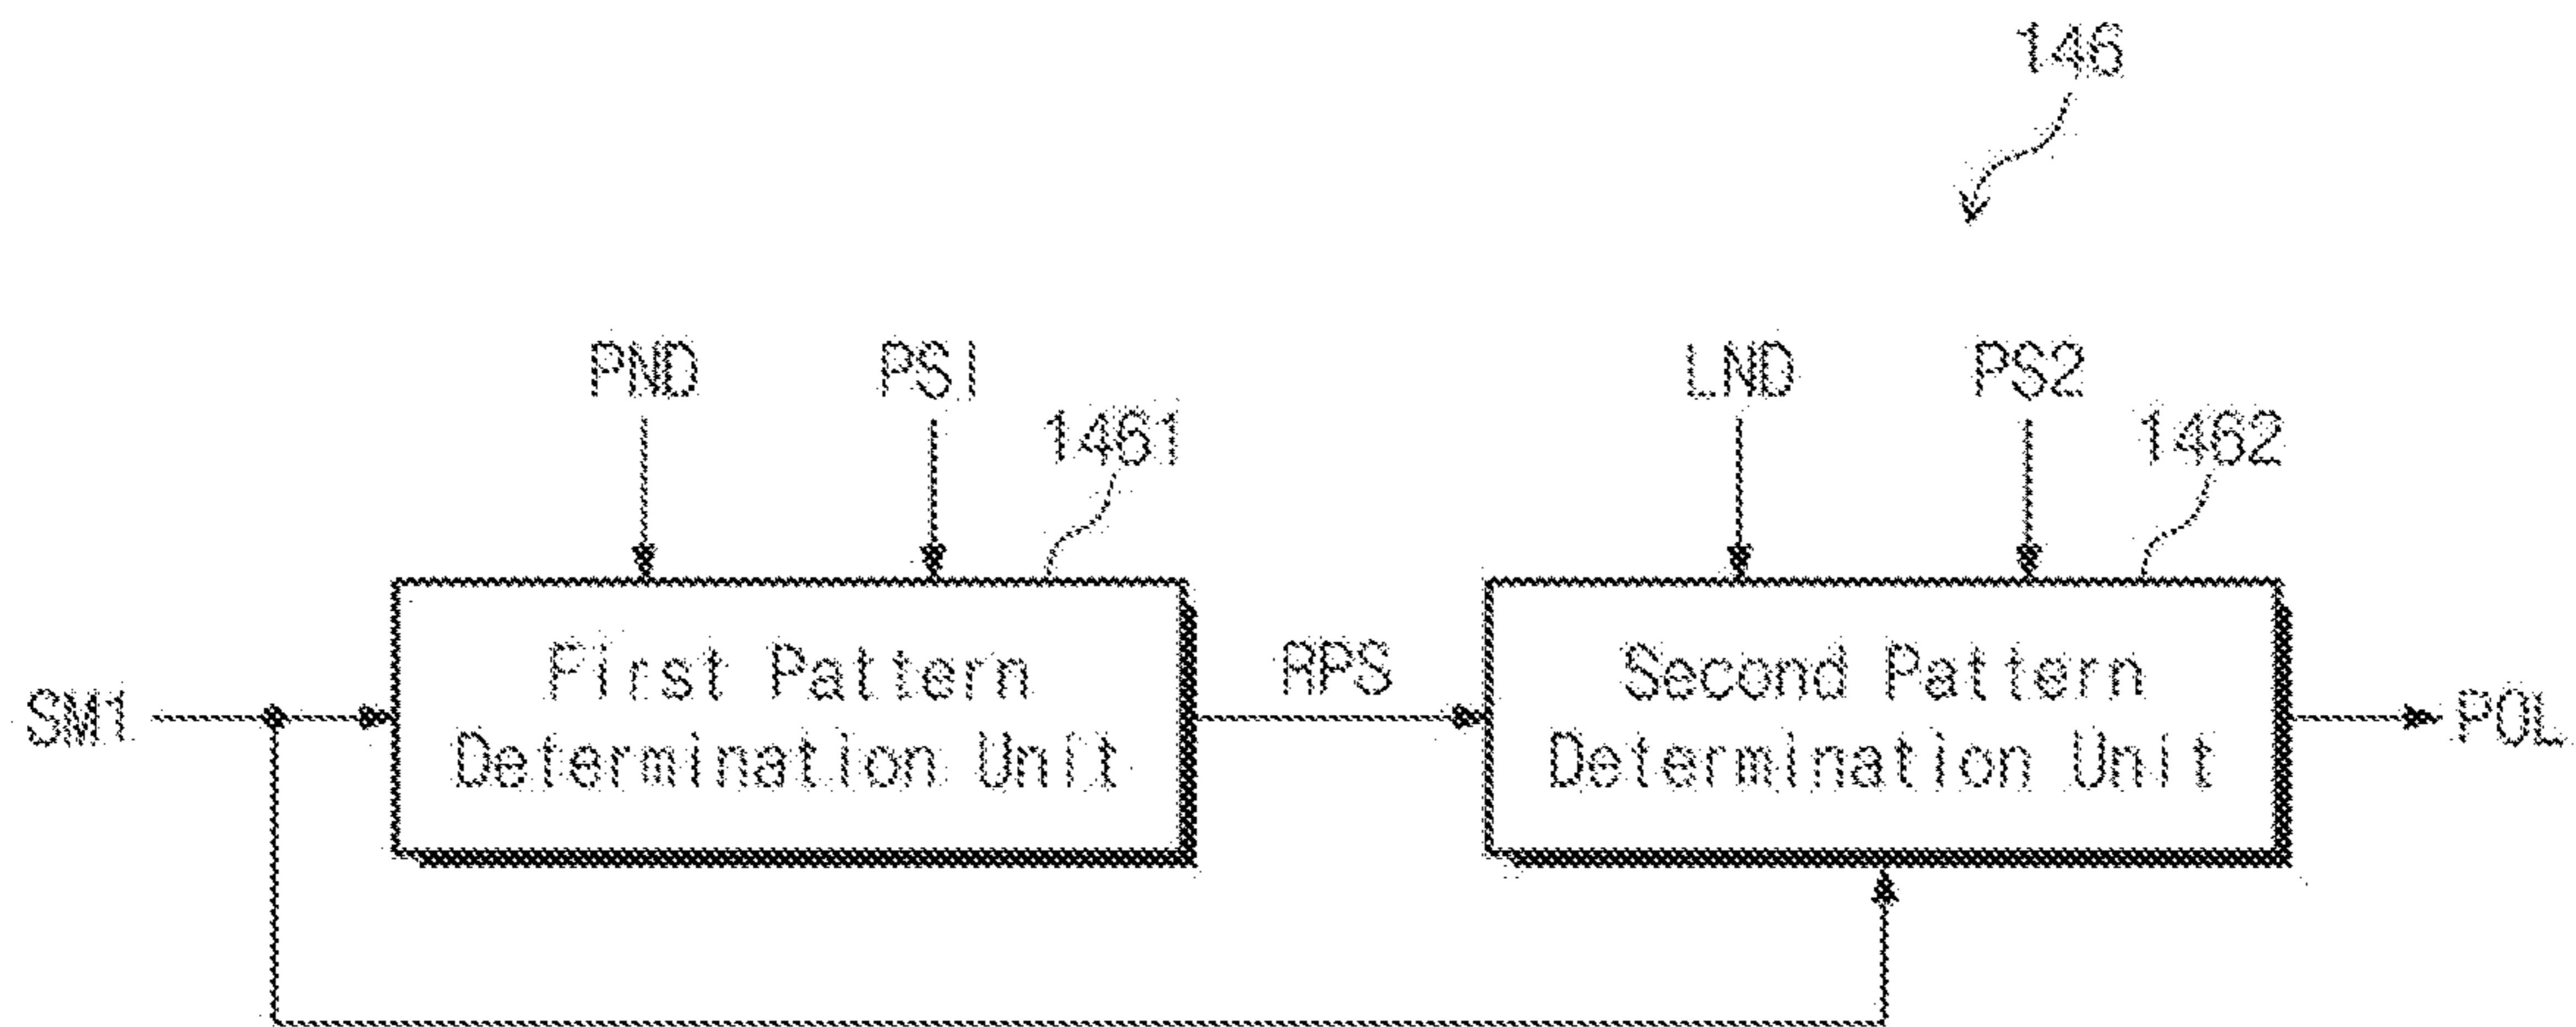 146
PND PS1 LND PS2
1461 1462
First Pattern Determination Unit
SM1
RPS
Second Pattern Determination Unit
POL